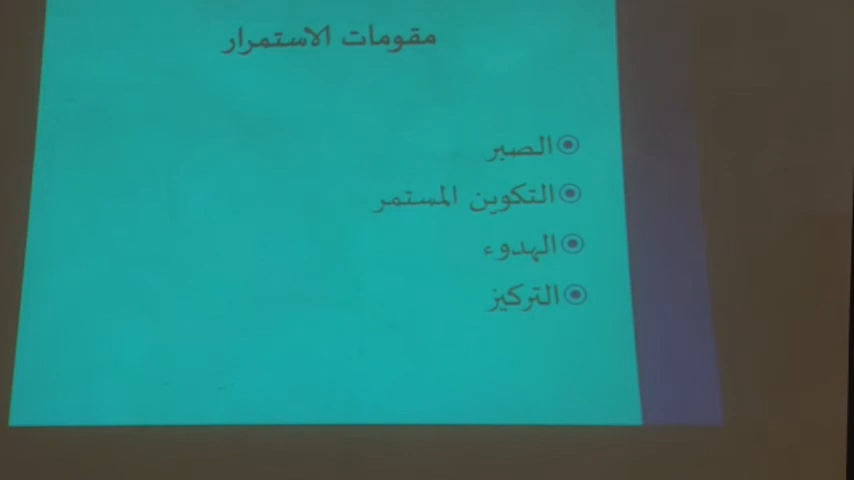 مقومات الاستمرار
الصبر
التكوين المستمر
الهدوء
التركيز